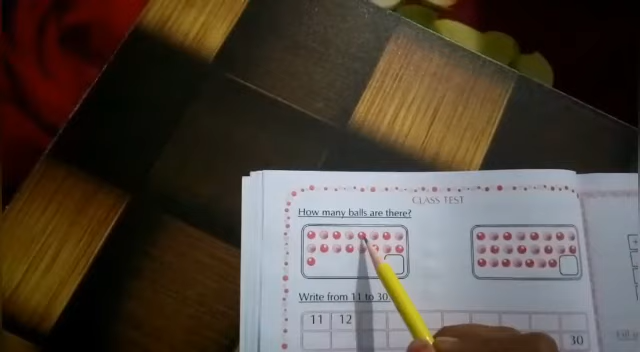 CLASS TEST
How many balls are there?
Write from 11 to 30.
11 12
30